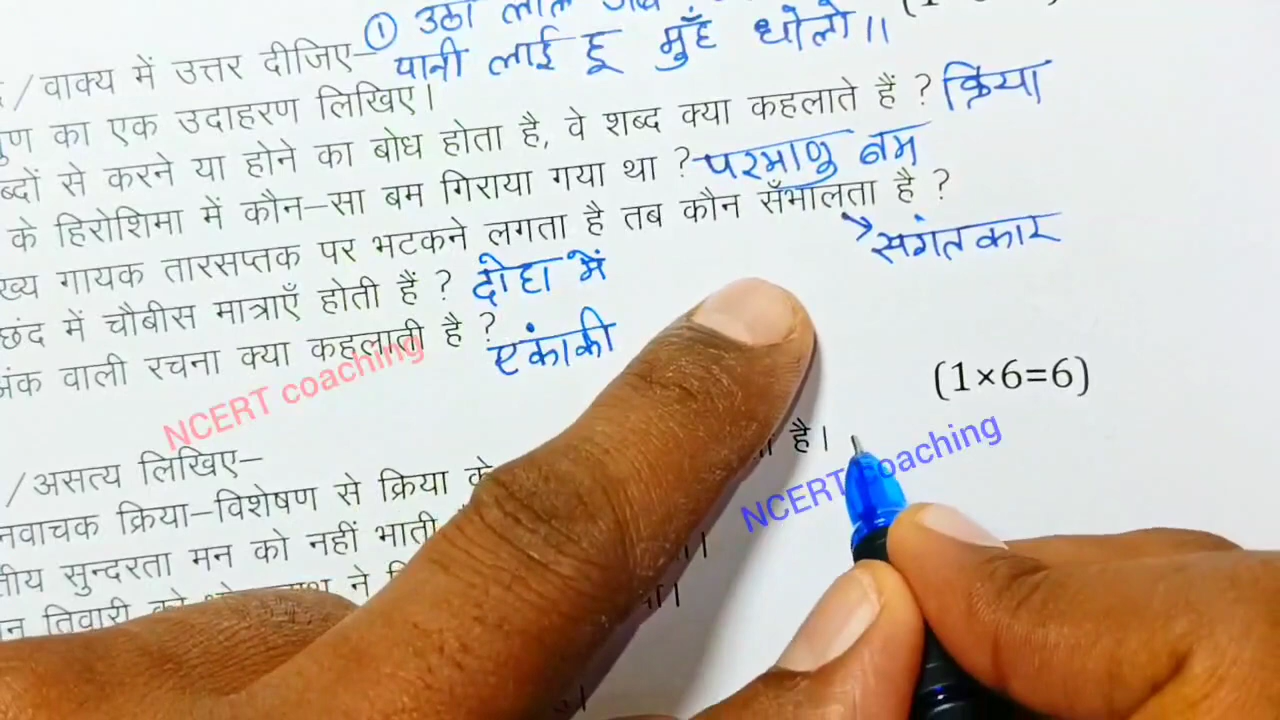 ① उठो लाल
(1
/वाक्य में उत्तर दीजिए– पानी लाई हू मुँह धोलो॥
का एक उदाहरण लिखिए।
ब्दों से करने या होने का बोध होता है, वे शब्द क्या कहलाते हैं ? क्रिया
के हिरोशिमा में कौन–सा बम गिराया गया था ? परमाणु बम
ख्य गायक तारसप्तक पर भटकने लगता है तब कौन सँभालता है ?
→ संगतकार
छंद में चौबीस मात्राएँ होती हैं ? दोहा में
अंक वाली रचना क्या कहलाती है ? एकांकी
NCERT coaching
(1×6=6)
/असत्य लिखिए–
नवाचक क्रिया–विशेषण से क्रिया के है।
NCERT coaching
तीय सुन्दरता मन को नहीं भाती
तिवारी को ने